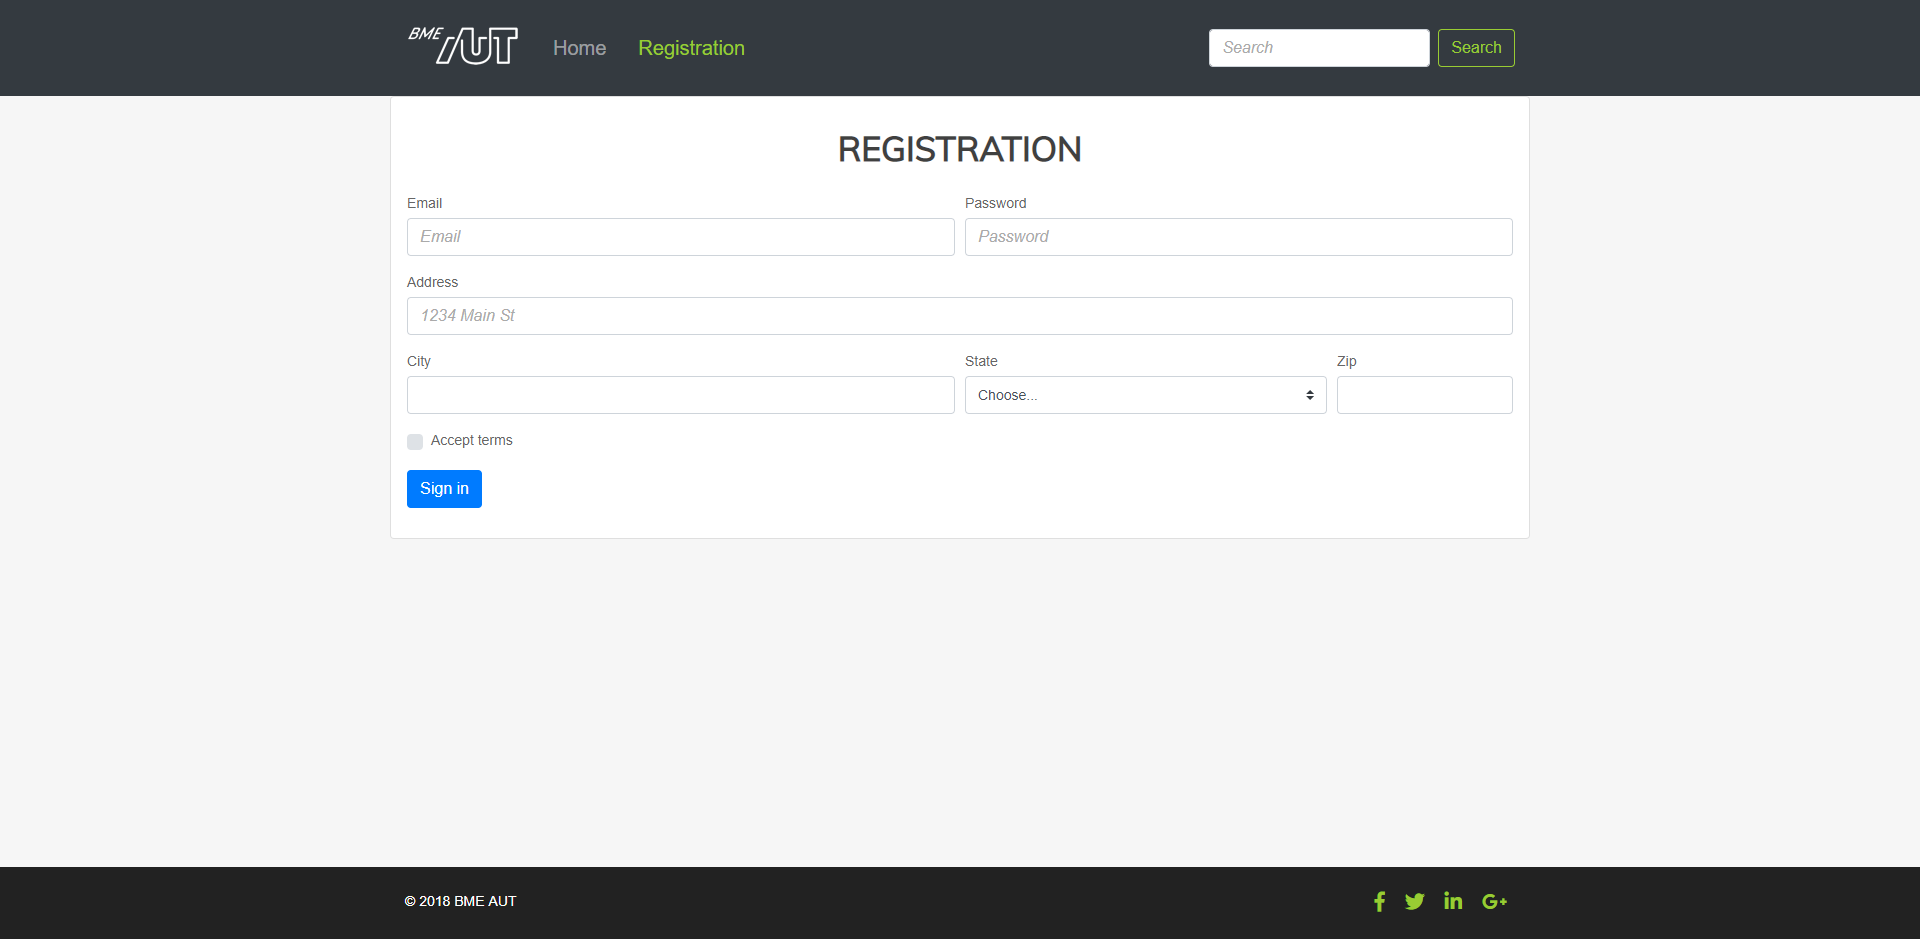 BME AUT Home Registration Search Search
REGISTRATION
Email Password
Email Password
Address
1234 Main St
City State Zip
Choose...
Accept terms
Sign in
© 2018 BME AUT